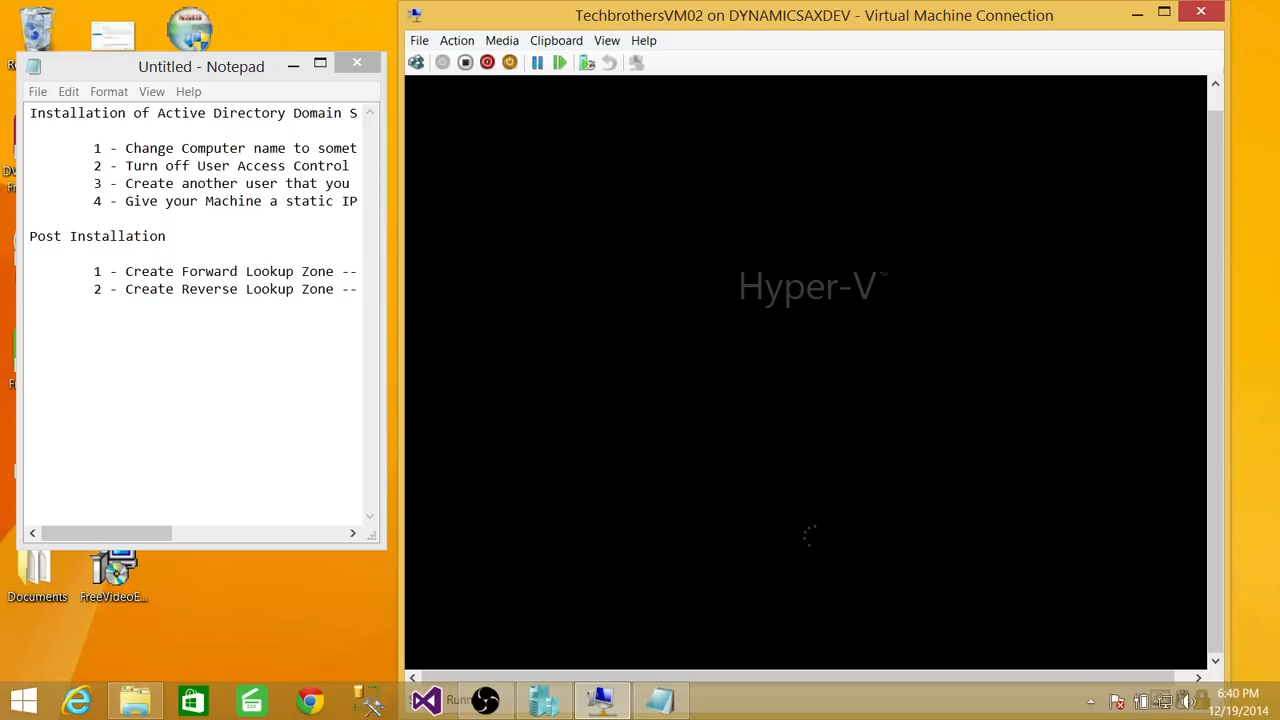 TechbrothersVM02 on DYNAMICSAXDEV - Virtual Machine Connection
File Action Media Clipboard View Help
Untitled - Notepad
File Edit Format View Help
Installation of Active Directory Domain S
1 - Change Computer name to somet
2 - Turn off User Access Control
3 - Create another user that you
4 - Give your Machine a static IP
Post Installation
1 - Create Forward Lookup Zone --
2 - Create Reverse Lookup Zone --
Hyper-V™
Documents
FreeVideoE...
6:40 PM
12/19/2014